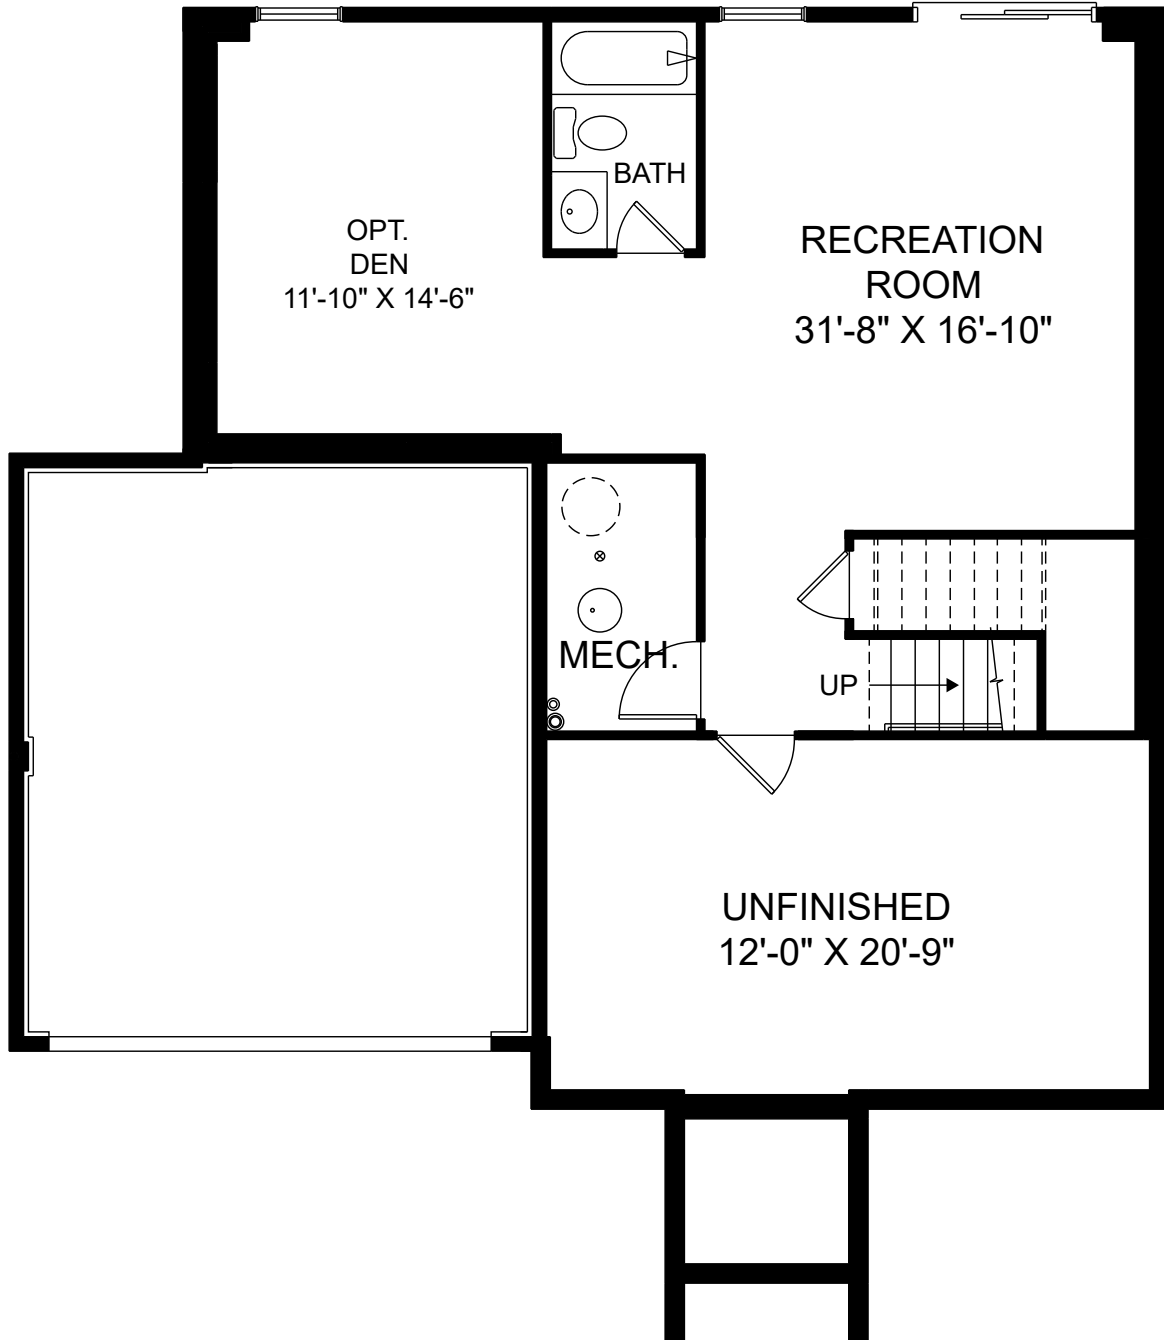 BATH
OPT.
DEN
11'-10" X 14'-6"
RECREATION
ROOM
31'-8" X 16'-10"
MECH.
UP
UNFINISHED
12'-0" X 20'-9"